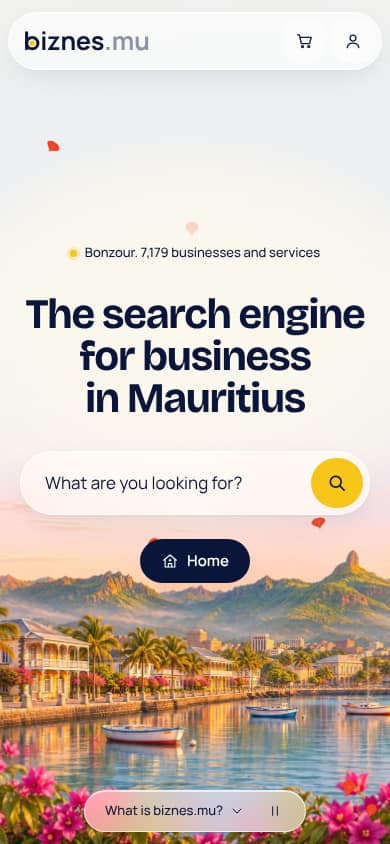 biznes.mu
Bonzour. 7,179 businesses and services
The search engine
for business
in Mauritius
What are you looking for?
Home
What is biznes.mu?